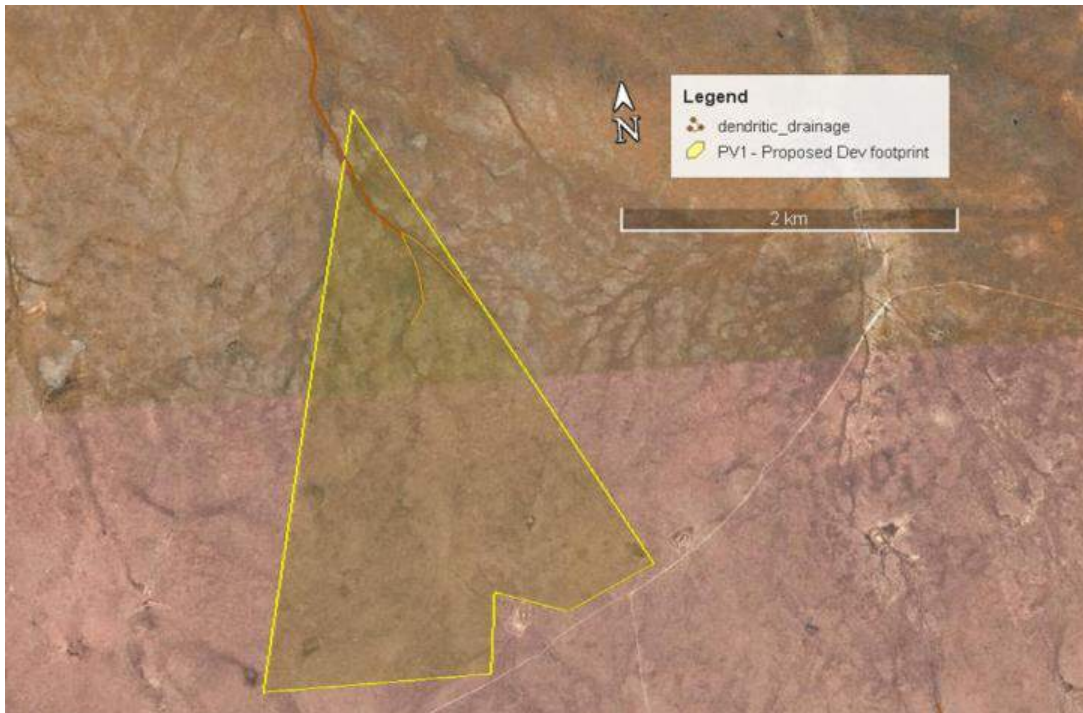 N
Legend
dendritic_drainage
PV1 - Proposed Dev footprint
2 km